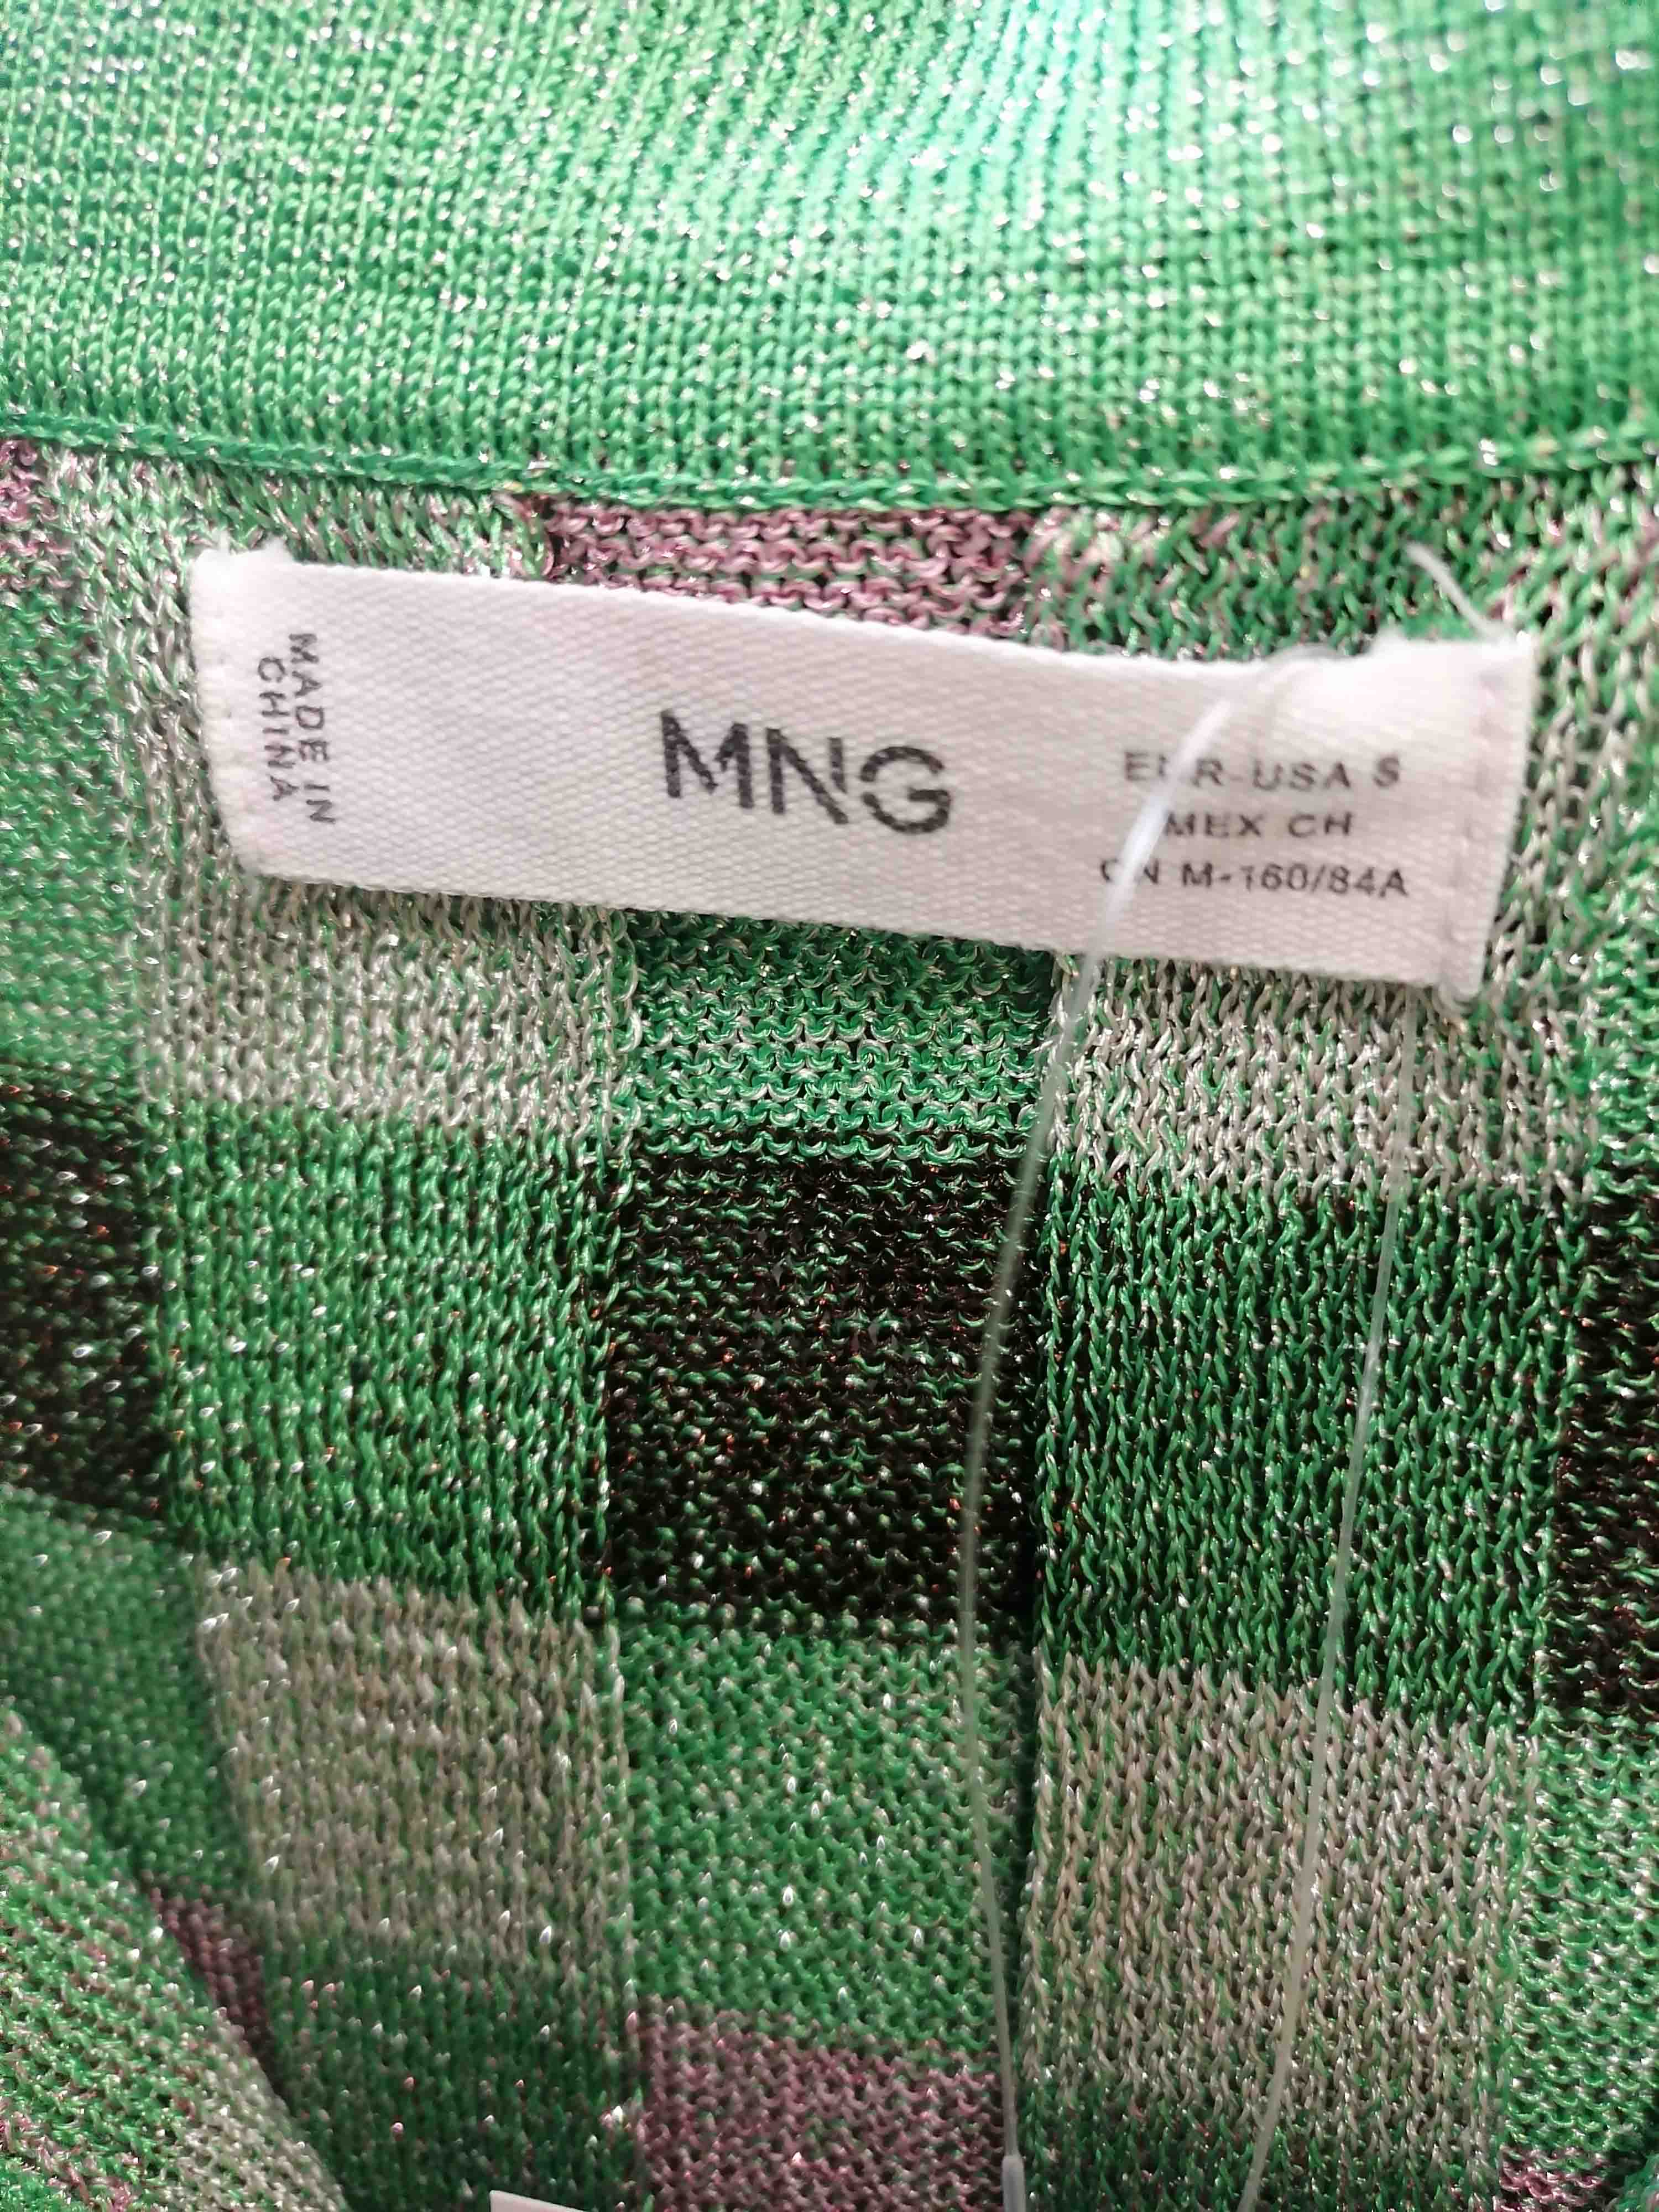 MADE IN
CHINA
MNG
EUR-USA S
MEX CH
CN M-160/84A